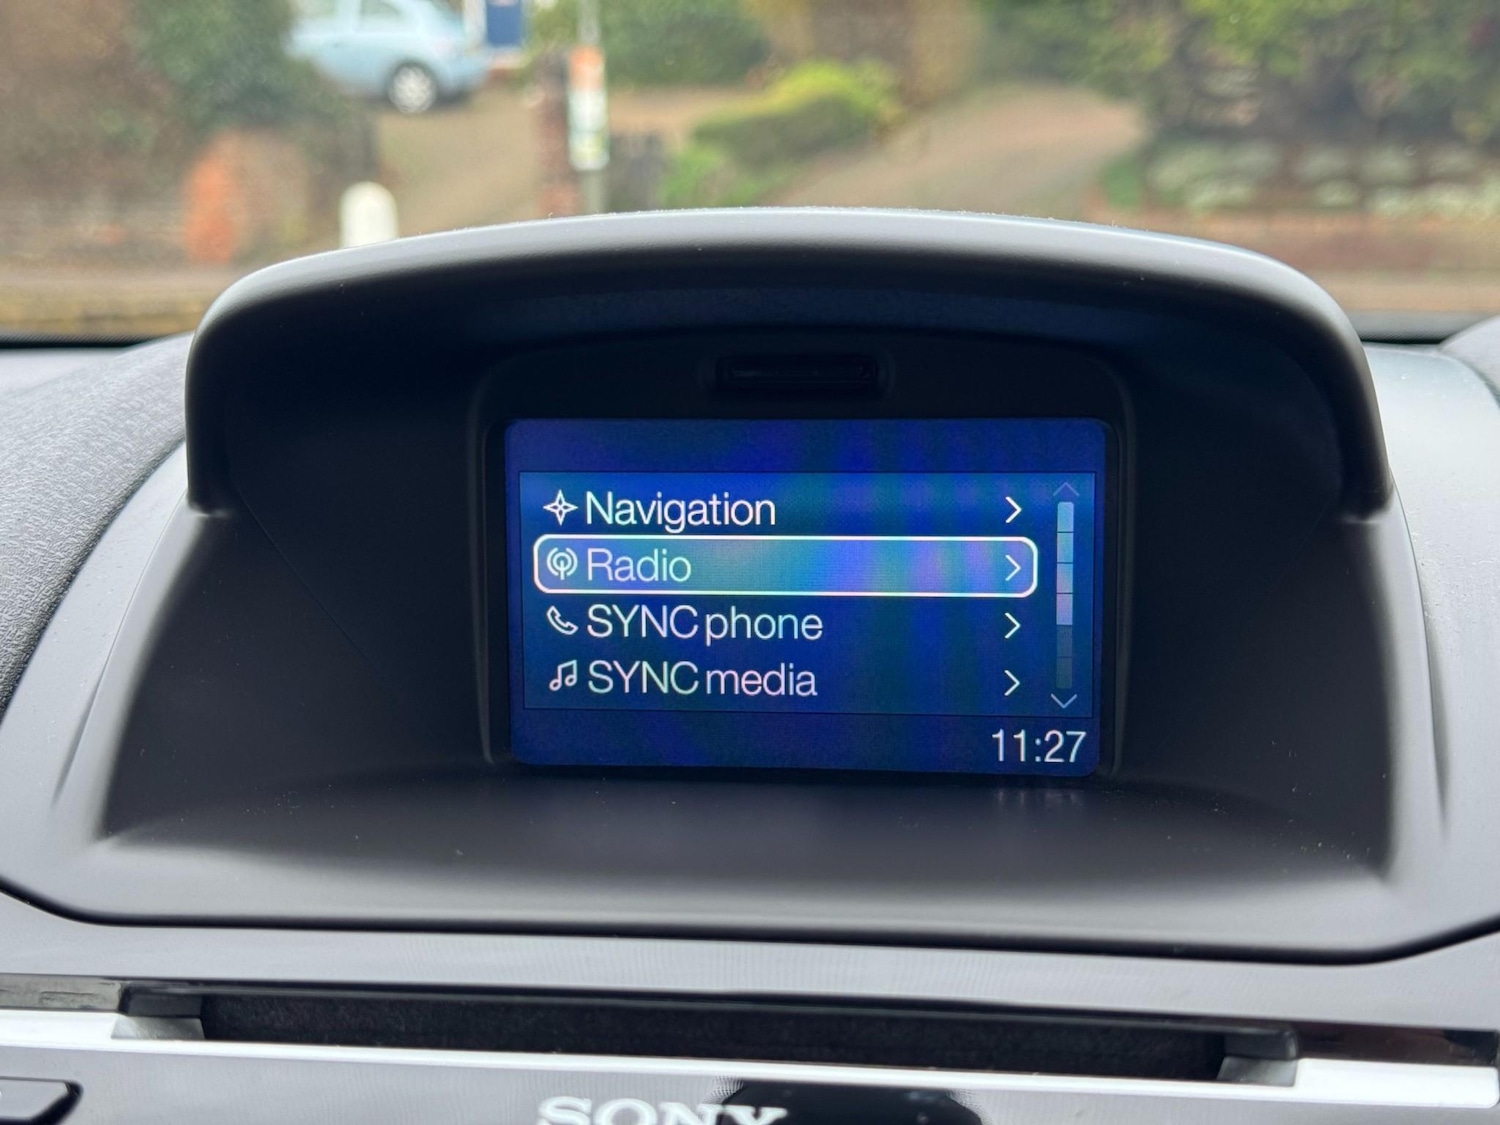 Navigation
Radio
SYNC phone
SYNC media
11:27
SONY